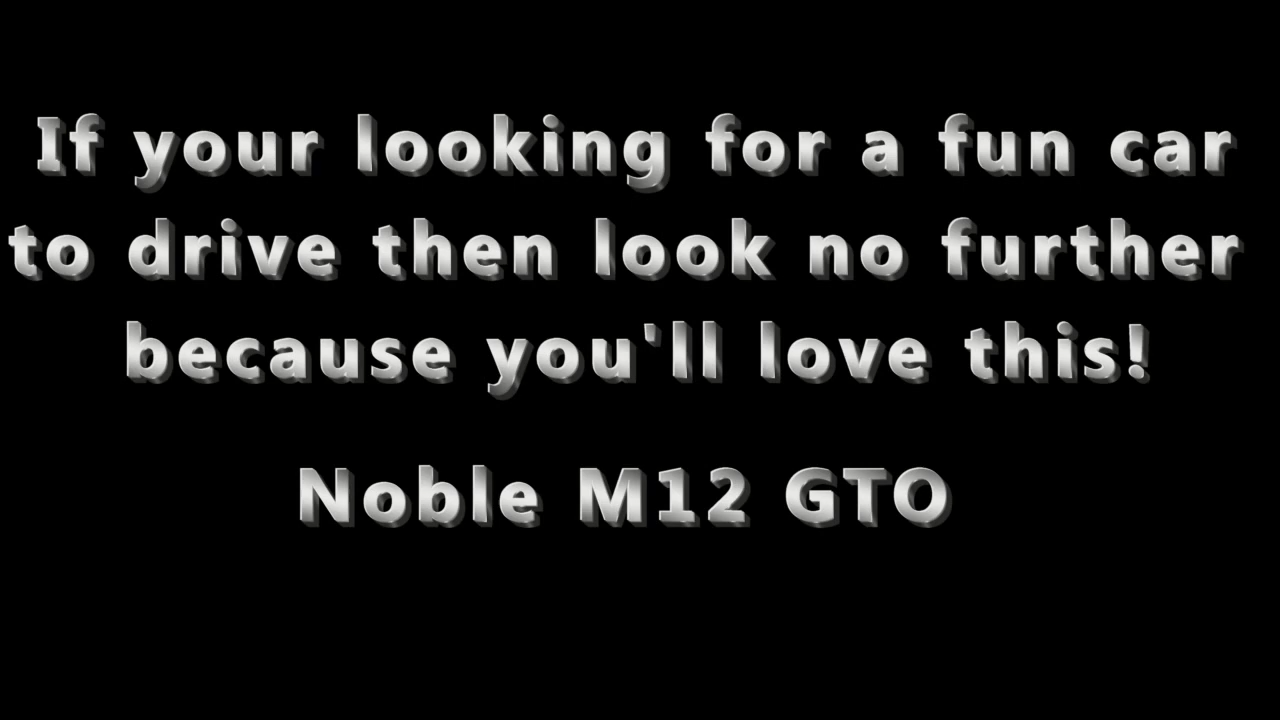 If your looking for a fun car
to drive then look no further
because you'll love this!
Noble M12 GTO